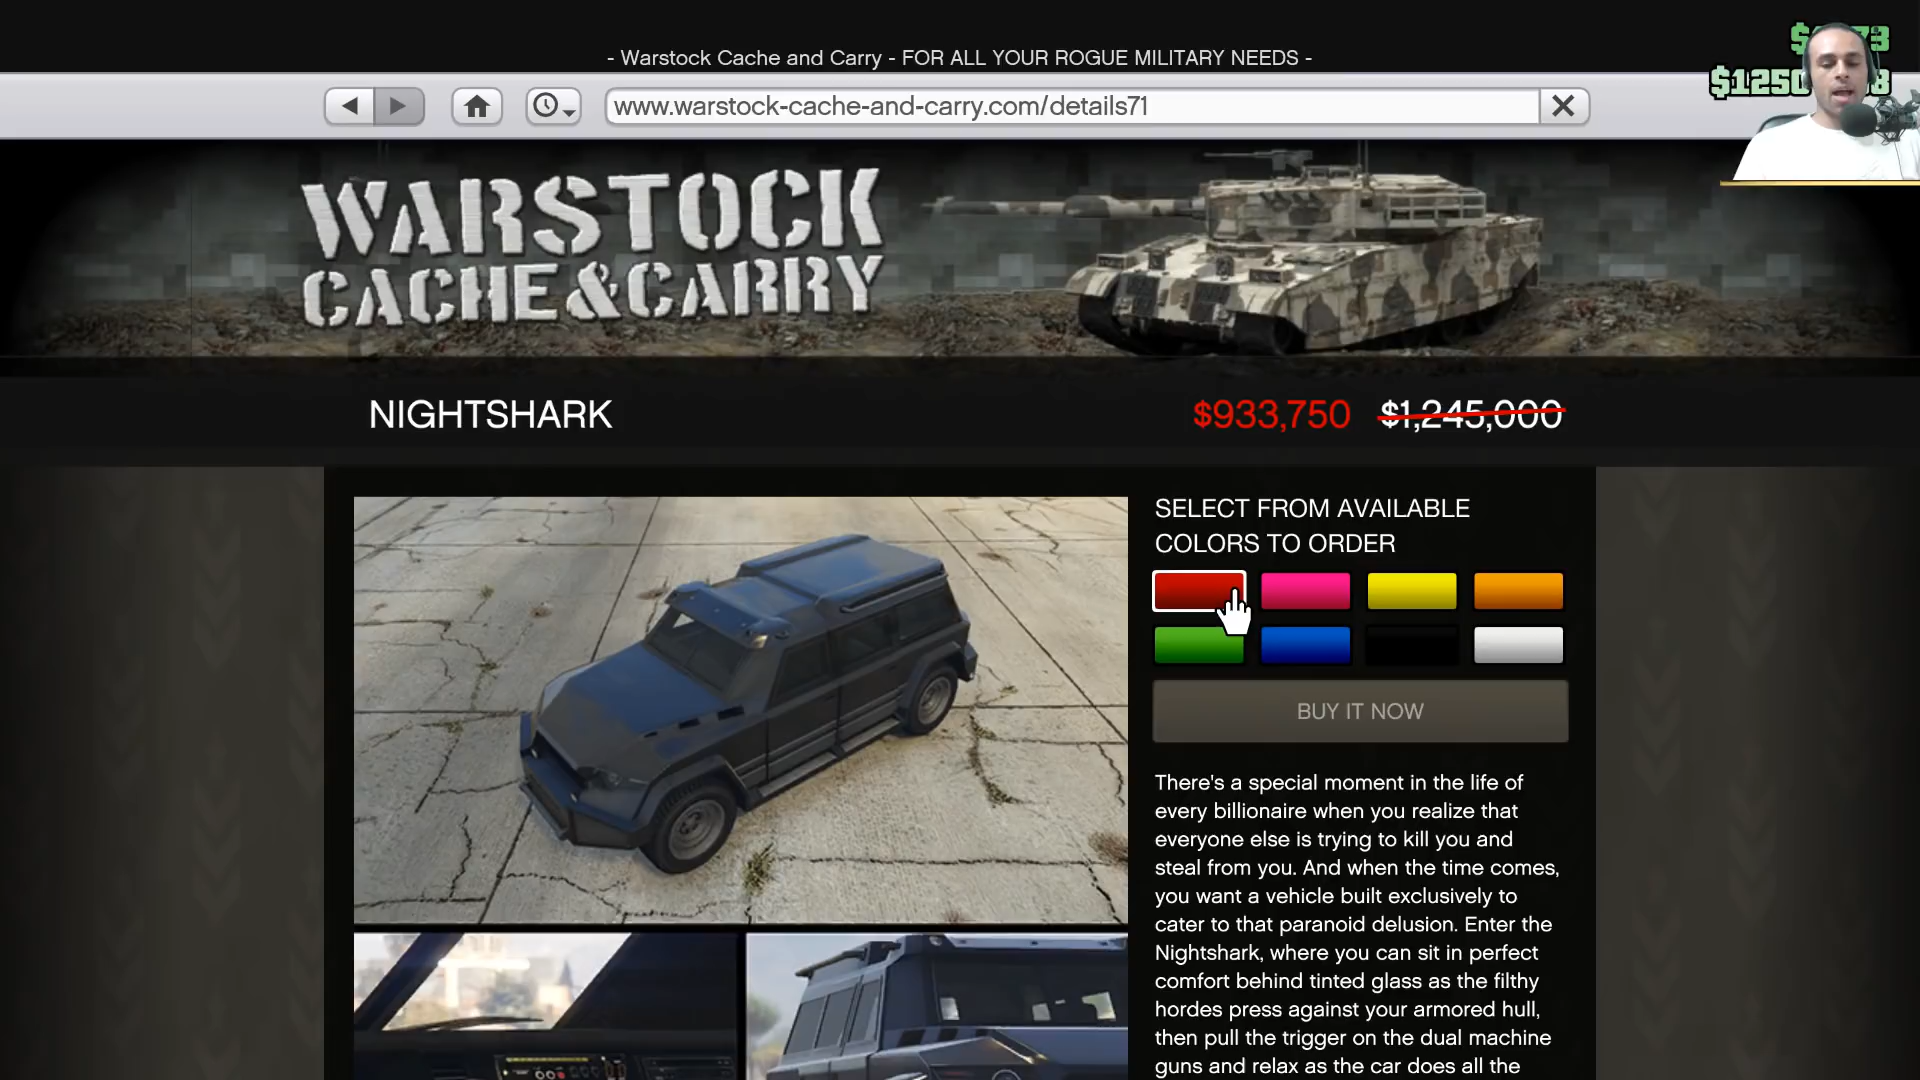 - Warstock Cache and Carry - FOR ALL YOUR ROGUE MILITARY NEEDS -
www.warstock-cache-and-carry.com/details71
WARSTOCK
CACHE & CARRY
NIGHTSHARK
$933,750 $1,245,000
SELECT FROM AVAILABLE
COLORS TO ORDER
BUY IT NOW
There's a special moment in the life of
every billionaire when you realize that
everyone else is trying to kill you and
steal from you. And when the time comes,
you want a vehicle built exclusively to
cater to that paranoid delusion. Enter the
Nightshark, where you can sit in perfect
comfort behind tinted glass as the filthy
hordes press against your armored hull,
then pull the trigger on the dual machine
guns and relax as the car does all the